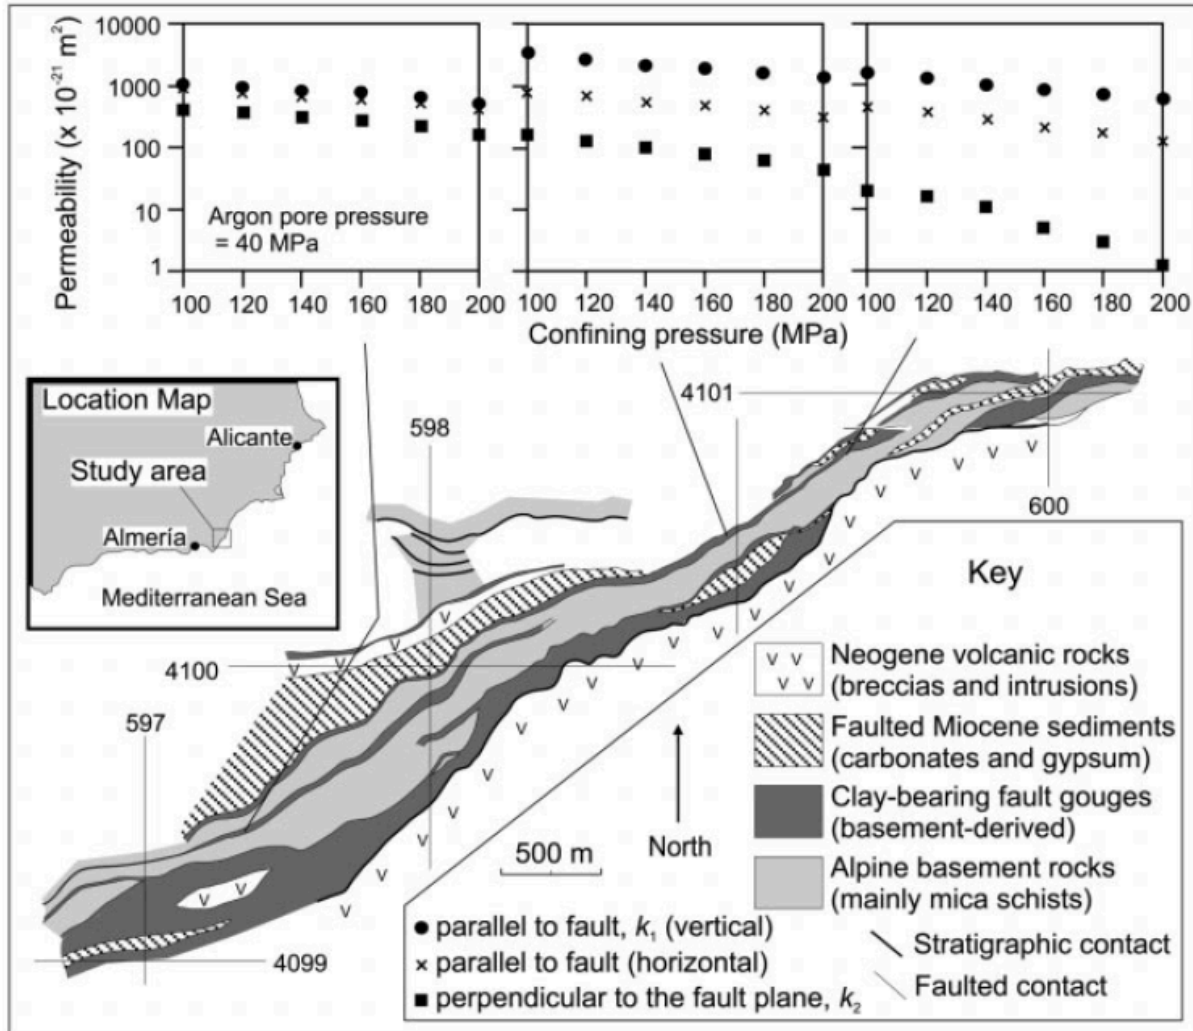 10000
1000
100
10
1
Permeability (x 10⁻²¹ m²)
Argon pore pressure
= 40 MPa
100 120 140 160 180 200 100 120 140 160 180 200 100 120 140 160 180 200
Confining pressure (MPa)
Location Map
Alicante
Study area
Almería
Mediterranean Sea
4101
598
600
4100
597
4099
500 m
North
Key
Neogene volcanic rocks
(breccias and intrusions)
Faulted Miocene sediments
(carbonates and gypsum)
Clay-bearing fault gouges
(basement-derived)
Alpine basement rocks
(mainly mica schists)
Stratigraphic contact
Faulted contact
parallel to fault, k₁ (vertical)
parallel to fault (horizontal)
perpendicular to the fault plane, k₂